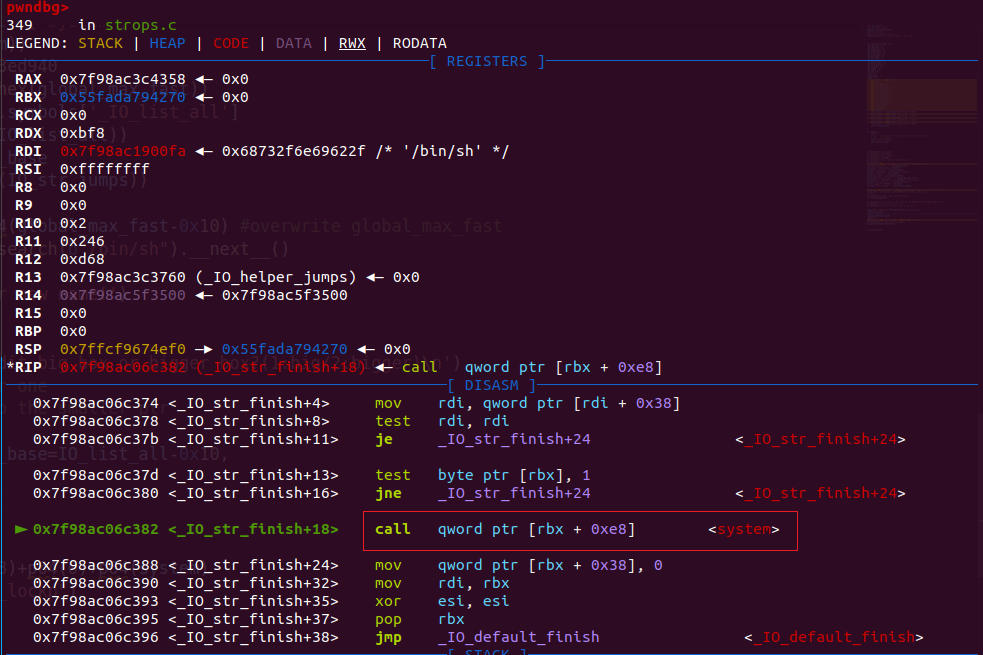 pwndbg>
349      in strops.c
LEGEND: STACK | HEAP | CODE | DATA | RWX | RODATA
[ REGISTERS ]
RAX  0x7f98ac3c4358 ◂— 0x0
RBX  0x55fada794270 ◂— 0x0
RCX  0x0
RDX  0xbf8
RDI  0x7f98ac1900fa ◂— 0x68732f6e69622f /* '/bin/sh' */
RSI  0xffffffff
R8   0x0
R9   0x0
R10  0x2
R11  0x246
R12  0xd68
R13  0x7f98ac3c3760 (_IO_helper_jumps) ◂— 0x0
R14  0x7f98ac5f3500 ◂— 0x7f98ac5f3500
R15  0x0
RBP  0x0
RSP  0x7ffcf9674ef0 —▸ 0x55fada794270 ◂— 0x0
*RIP  0x7f98ac06c382 (_IO_str_finish+18) ◂— call   qword ptr [rbx + 0xe8]
[ DISASM ]
0x7f98ac06c374 <_IO_str_finish+4>     mov    rdi, qword ptr [rdi + 0x38]
0x7f98ac06c378 <_IO_str_finish+8>     test   rdi, rdi
0x7f98ac06c37b <_IO_str_finish+11>    je     _IO_str_finish+24                <_IO_str_finish+24>
0x7f98ac06c37d <_IO_str_finish+13>    test   byte ptr [rbx], 1
0x7f98ac06c380 <_IO_str_finish+16>    jne    _IO_str_finish+24                <_IO_str_finish+24>
► 0x7f98ac06c382 <_IO_str_finish+18>    call   qword ptr [rbx + 0xe8]        <system>
0x7f98ac06c388 <_IO_str_finish+24>    mov    qword ptr [rbx + 0x38], 0
0x7f98ac06c390 <_IO_str_finish+32>    mov    rdi, rbx
0x7f98ac06c393 <_IO_str_finish+35>    xor    esi, esi
0x7f98ac06c395 <_IO_str_finish+37>    pop    rbx
0x7f98ac06c396 <_IO_str_finish+38>    jmp    _IO_default_finish                <_IO_default_finish>
[ STACK ]